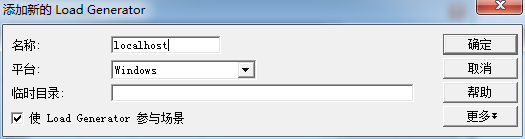 添加新的 Load Generator
名称:
localhost
确定
平台:
Windows
取消
临时目录:
帮助
使 Load Generator 参与场景
更多